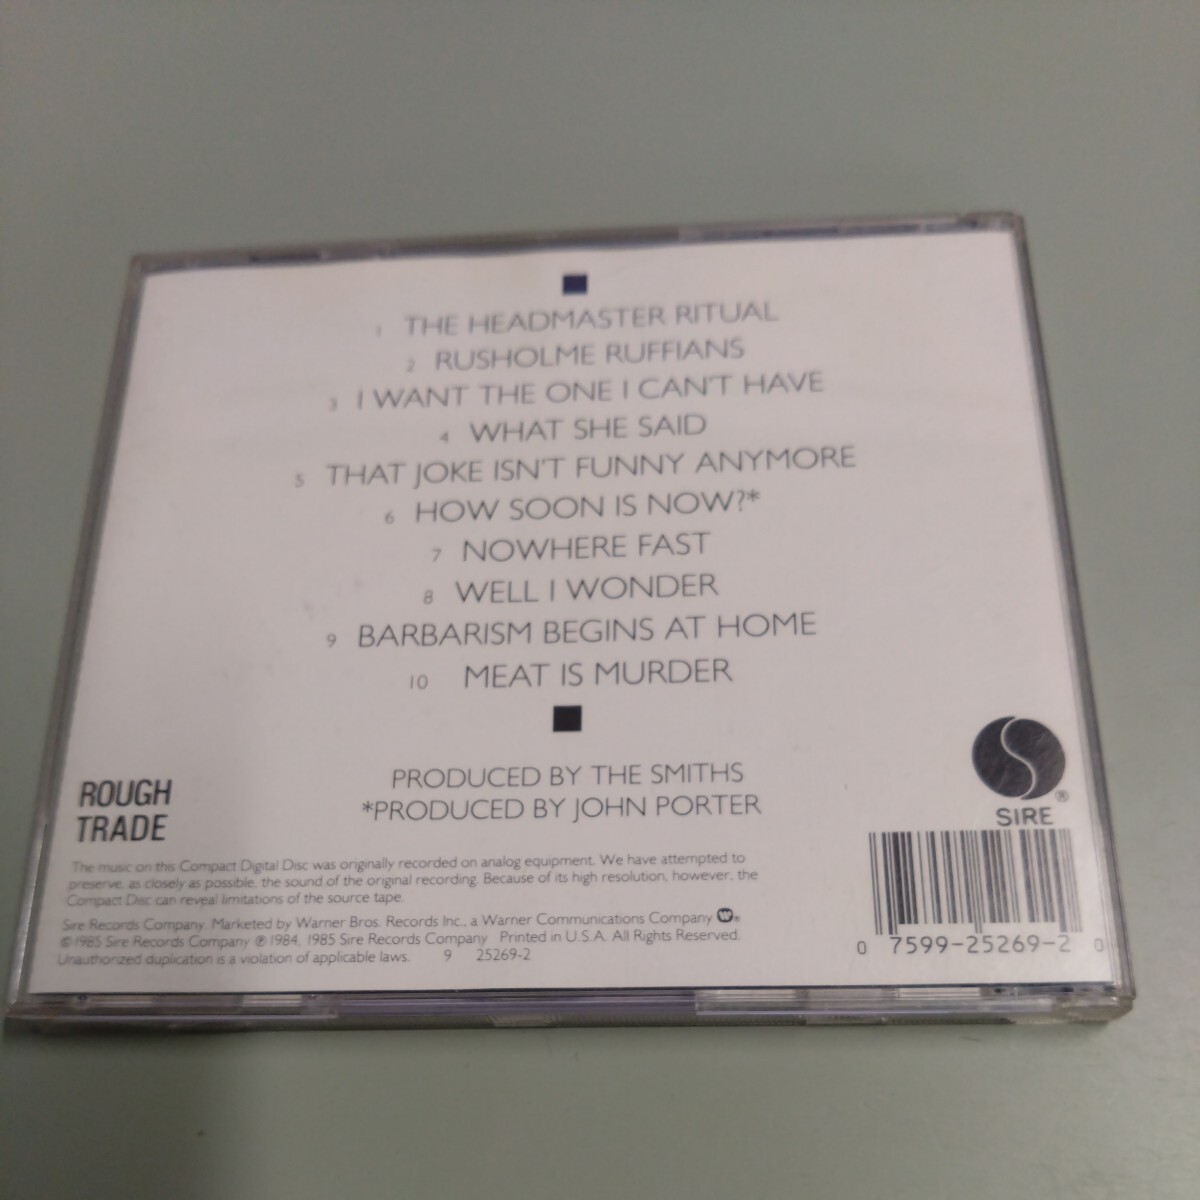 1 THE HEADMASTER RITUAL
2 RUSHOLME RUFFIANS
3 I WANT THE ONE I CAN'T HAVE
4 WHAT SHE SAID
5 THAT JOKE ISN'T FUNNY ANYMORE
6 HOW SOON IS NOW?*
7 NOWHERE FAST
8 WELL I WONDER
9 BARBARISM BEGINS AT HOME
10 MEAT IS MURDER
PRODUCED BY THE SMITHS
*PRODUCED BY JOHN PORTER
ROUGH
TRADE
The music on this Compact Digital Disc was originally recorded on analog equipment. We have attempted to
preserve, as closely as possible, the sound of the original recording. Because of its high resolution, however, the
Compact Disc can reveal limitations of the source tape.
Sire Records Company. Marketed by Warner Bros. Records Inc., a Warner Communications Company W®.
©1985 Sire Records Company ℗ 1984, 1985 Sire Records Company Printed in U.S.A. All Rights Reserved.
Unauthorized duplication is a violation of applicable laws. 9 25269-2
SIRE®
0 7599-25269-2 0